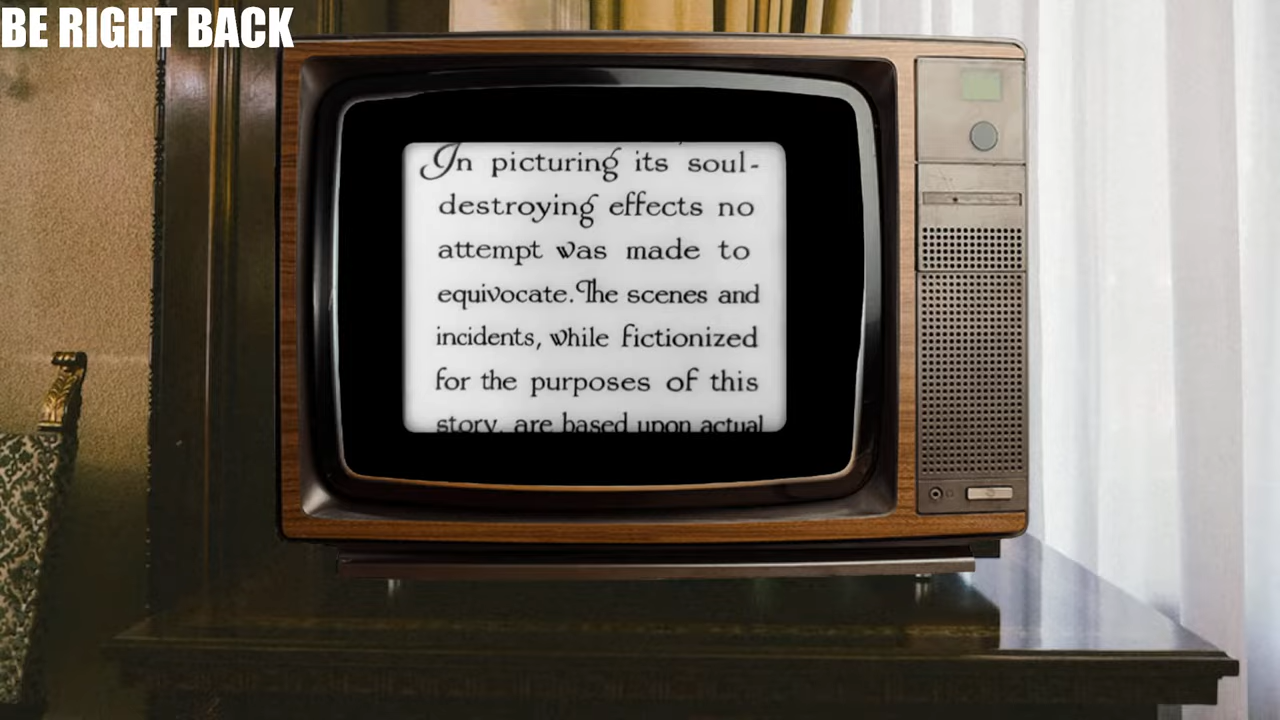 BE RIGHT BACK
In picturing its soul-
destroying effects no
attempt was made to
equivocate. The scenes and
incidents, while fictionized
for the purposes of this
story, are based upon actual